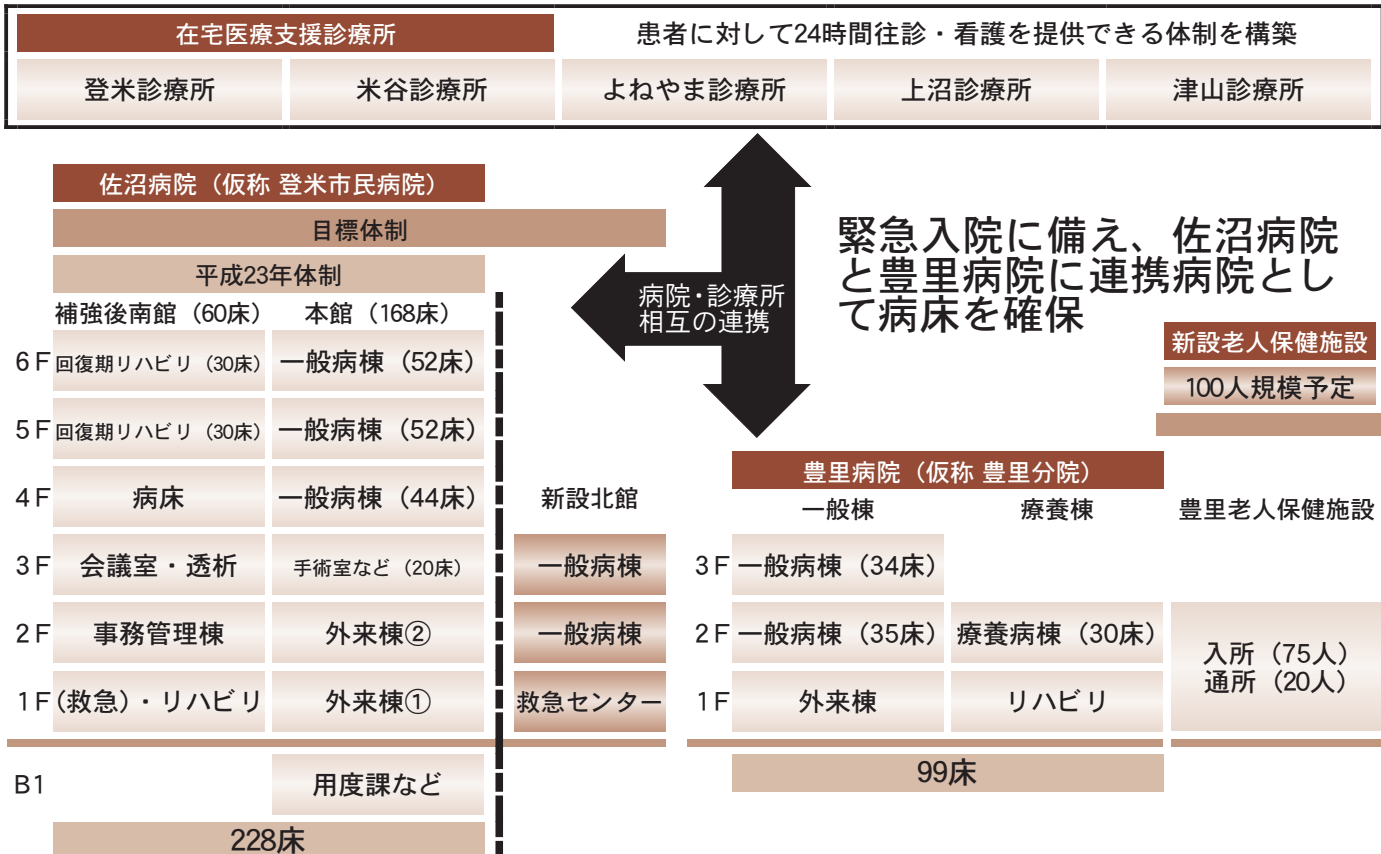 在宅医療支援診療所
患者に対して24時間往診・看護を提供できる体制を構築
登米診療所
米谷診療所
よねやま診療所
上沼診療所
津山診療所
佐沼病院（仮称 登米市民病院）
目標体制
平成23年体制
補強後南館（60床）
本館（168床）
6F
回復期リハビリ（30床）
一般病棟（52床）
5F
回復期リハビリ（30床）
一般病棟（52床）
4F
病床
一般病棟（44床）
3F
会議室・透析
手術室など（20床）
2F
事務管理棟
外来棟②
1F
(救急)・リハビリ
外来棟①
B1
用度課など
228床
新設北館
一般病棟
一般病棟
救急センター
病院・診療所
相互の連携
緊急入院に備え、佐沼病院
と豊里病院に連携病院とし
て病床を確保
新設老人保健施設
100人規模予定
豊里病院（仮称 豊里分院）
一般棟
療養棟
豊里老人保健施設
3F
一般病棟（34床）
2F
一般病棟（35床）
療養病棟（30床）
1F
外来棟
リハビリ
入所（75人）
通所（20人）
99床